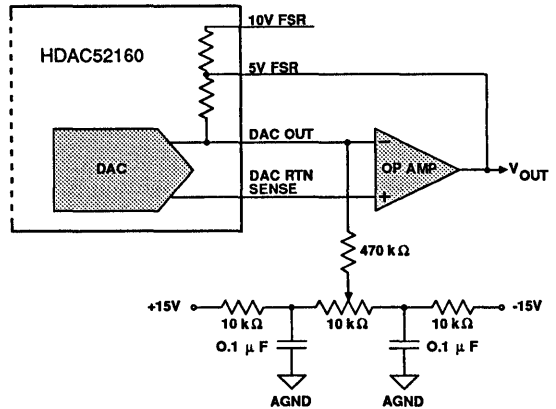 10V FSR
HDAC52160
5V FSR
DAC OUT
DAC
DAC RTN
SENSE
OP AMP
−
+
V OUT
470 kΩ
+15V
-15V
10 kΩ
10 kΩ
10 kΩ
0.1 µF
0.1 µF
AGND
AGND